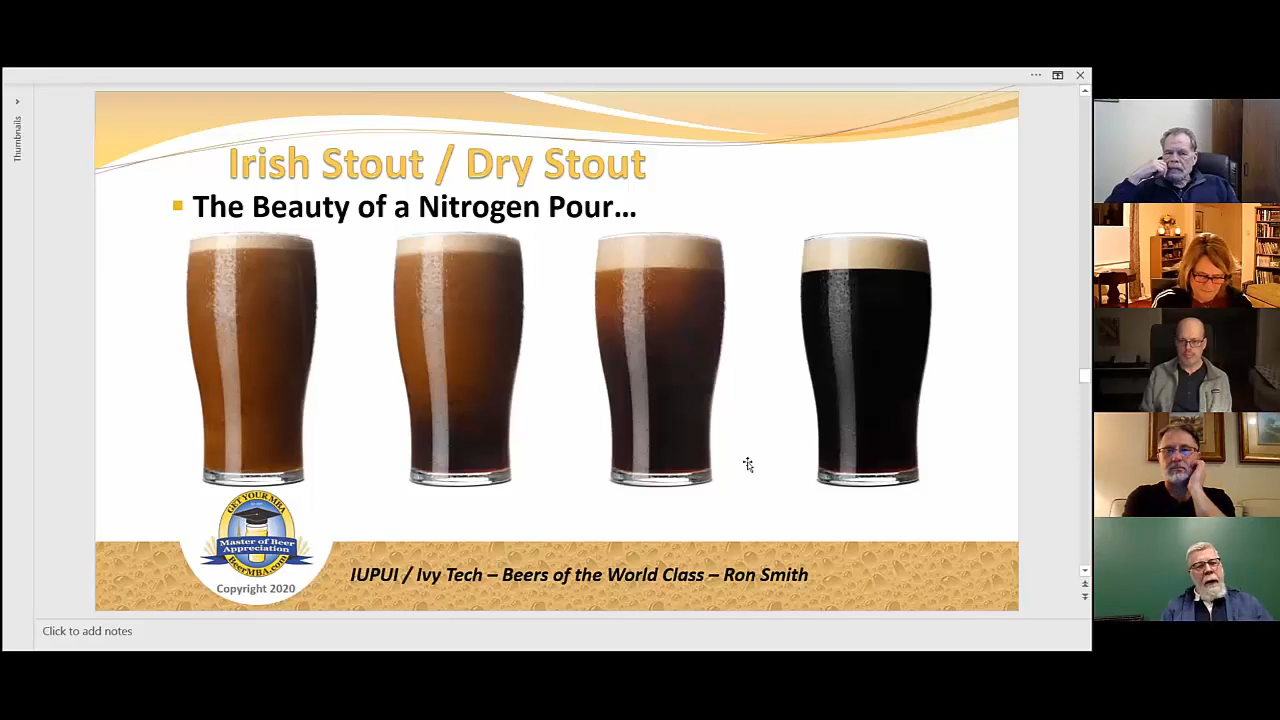 Thumbnails
Irish Stout / Dry Stout
The Beauty of a Nitrogen Pour...
GET YOUR MBA
Master of Beer
Appreciation
BeerMBA.com
Copyright 2020
IUPUI / Ivy Tech – Beers of the World Class – Ron Smith
Click to add notes